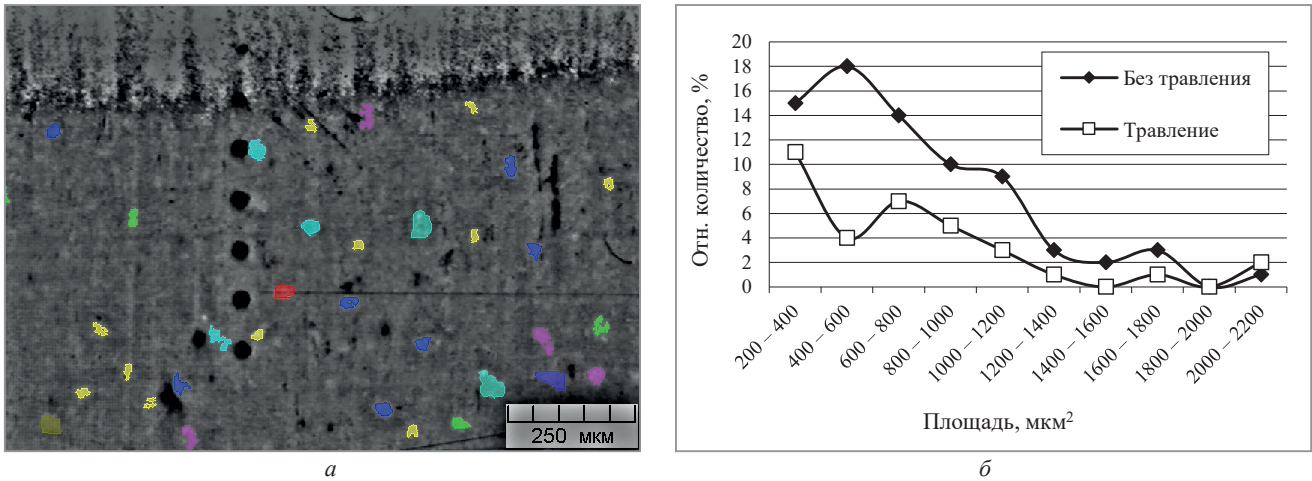 250 мкм
а
Отн. количество, %
20
18
16
14
12
10
8
6
4
2
0
Без травления
Травление
200 – 400
400 – 600
600 – 800
800 – 1000
1000 – 1200
1200 – 1400
1400 – 1600
1600 – 1800
1800 – 2000
2000 – 2200
Площадь, мкм²
б